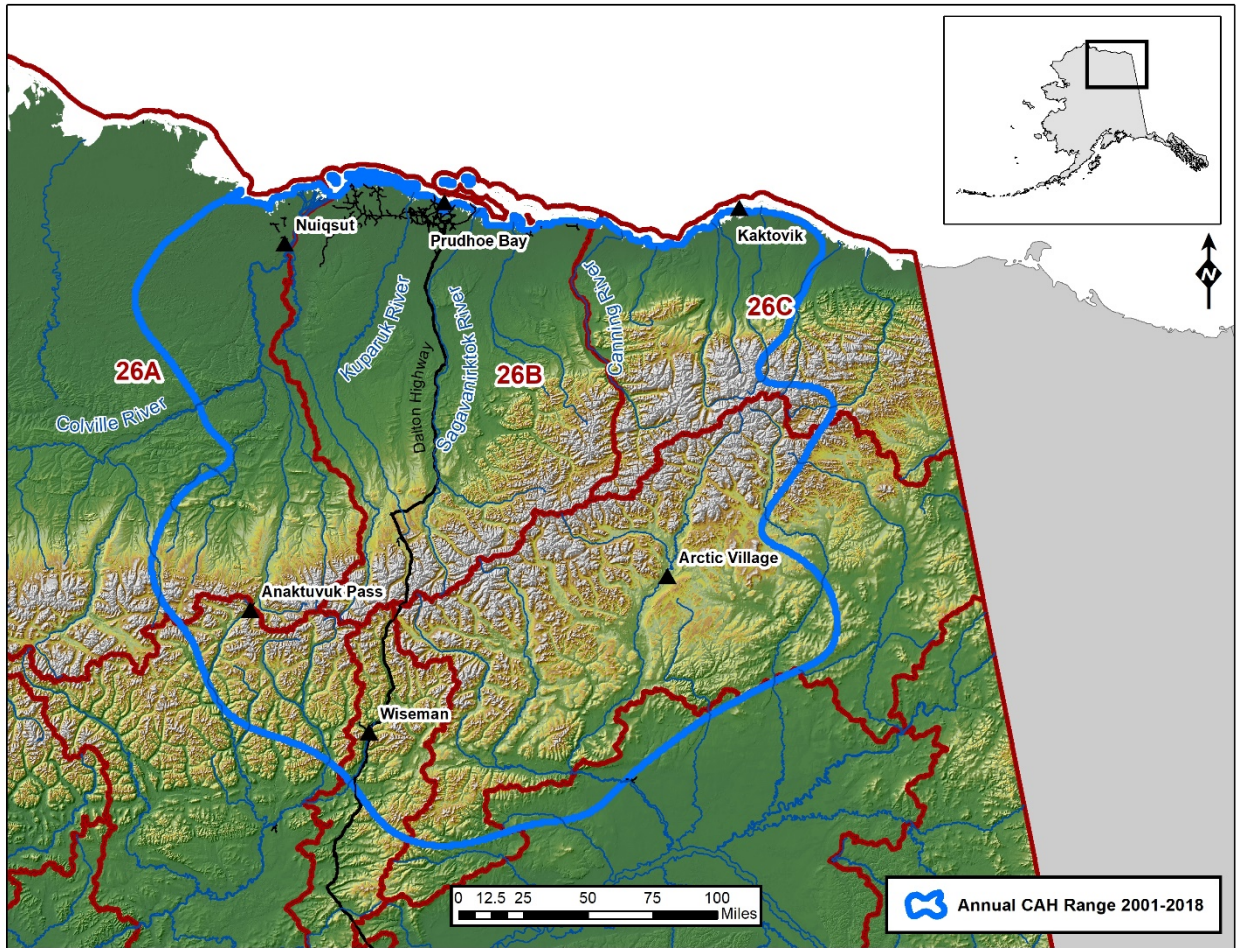 N
Nuiqsut
Prudhoe Bay
Kaktovik
Kuparuk River
Dalton Highway
Sagavanirktok River
Canning River
26A
26B
26C
Colville River
Arctic Village
Anaktuvuk Pass
Wiseman
0 12.5 25 50 75 100
Miles
Annual CAH Range 2001-2018